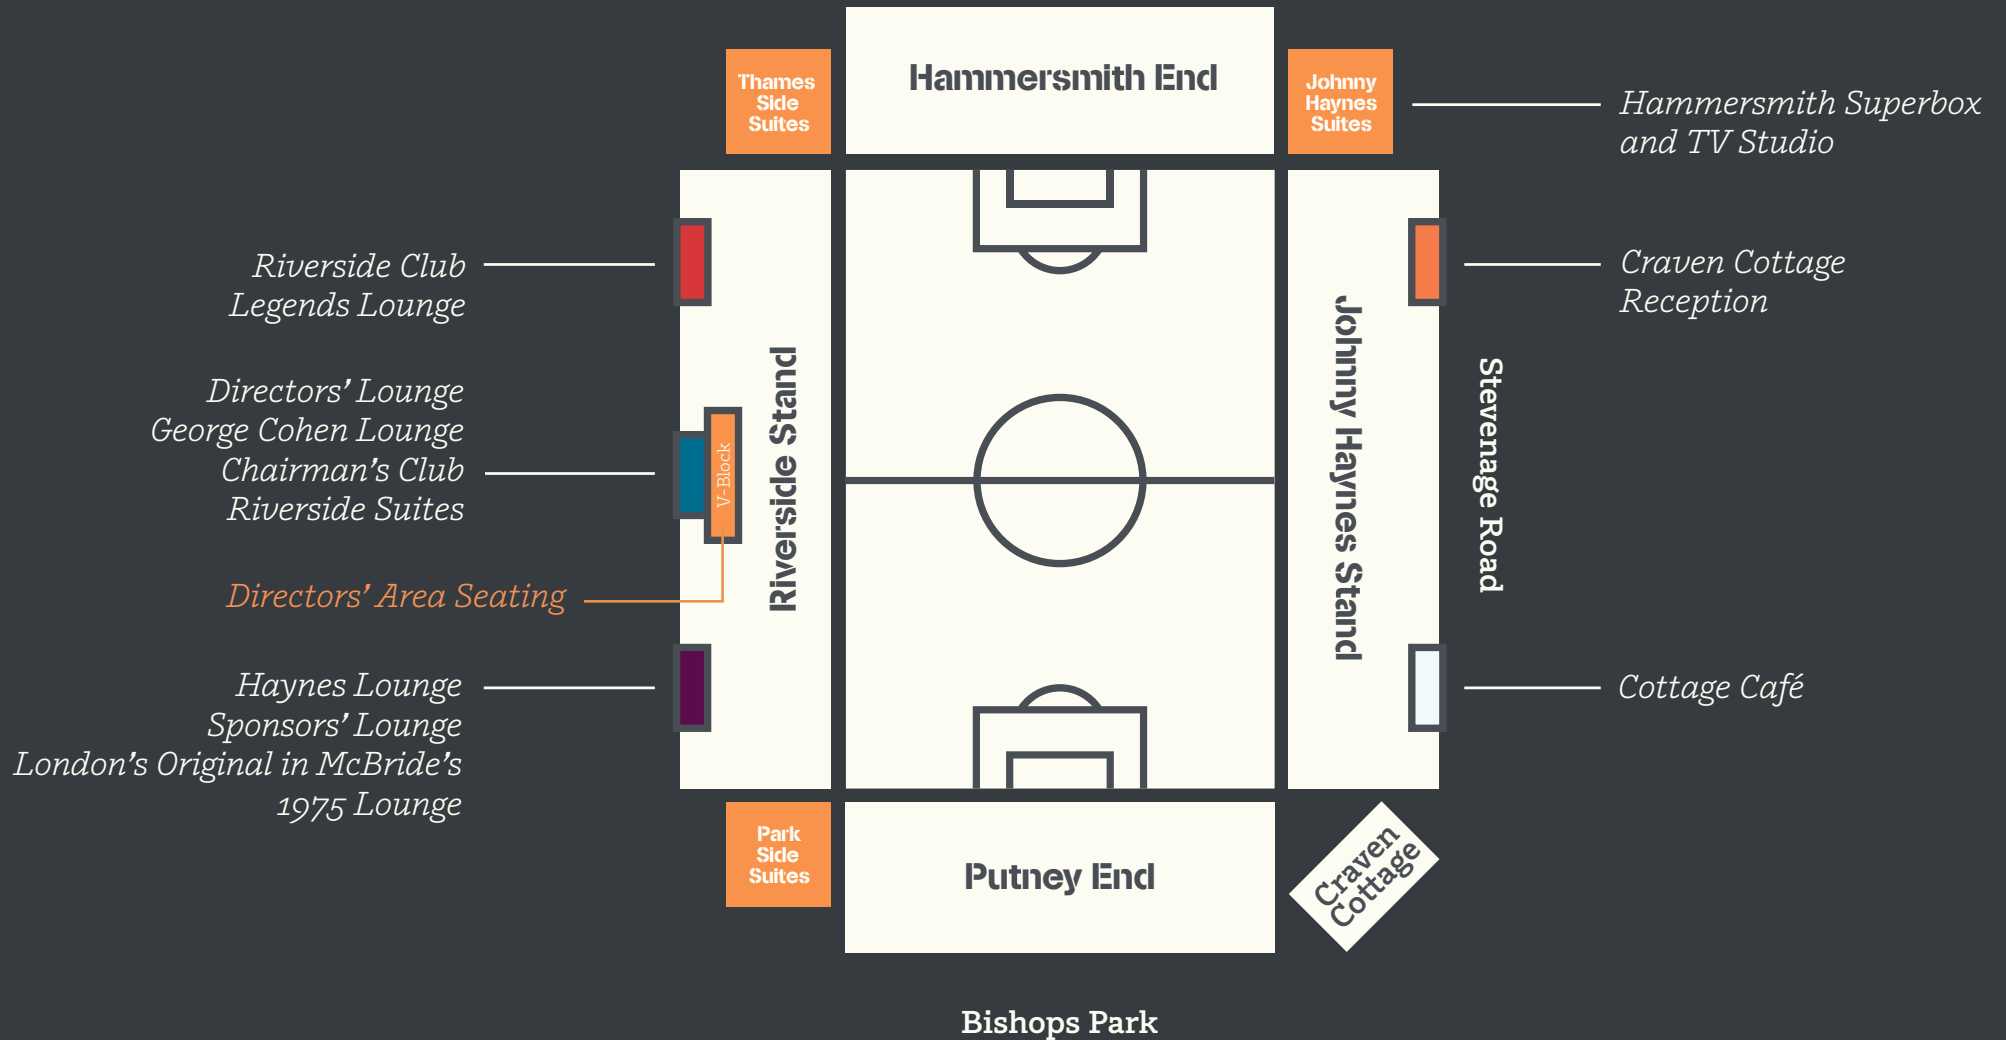 Hammersmith End
Thames
Side
Suites
Johnny
Haynes
Suites
Hammersmith Superbox
and TV Studio
Riverside Club
Legends Lounge
Craven Cottage
Reception
Directors’ Lounge
George Cohen Lounge
Chairman’s Club
Riverside Suites
V-Block
Riverside Stand
Johnny Haynes Stand
Stevenage Road
Directors’ Area Seating
Haynes Lounge
Sponsors’ Lounge
London’s Original in McBride’s
1975 Lounge
Cottage Café
Park
Side
Suites
Putney End
Craven
Cottage
Bishops Park